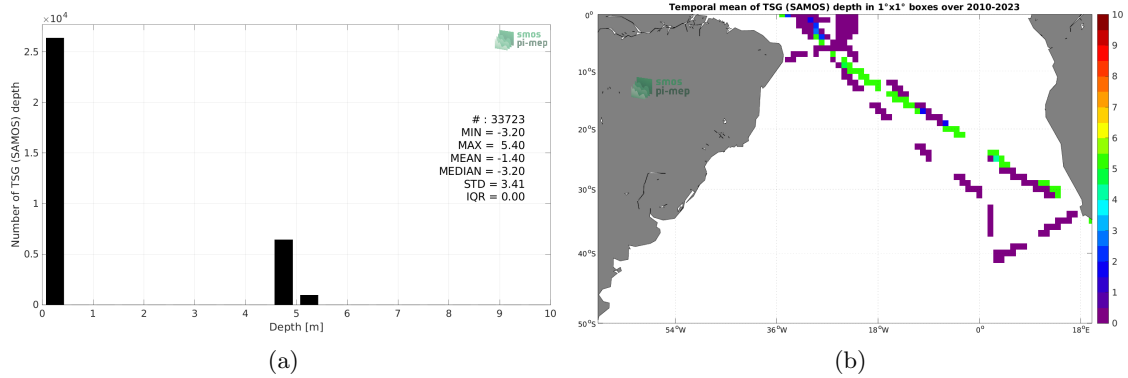 ×10⁴
2.5
2
1.5
1
0.5
0
Number of TSG (SAMOS) depth
smos
pi-mep
# : 33723
MIN = -3.20
MAX = 5.40
MEAN = -1.40
MEDIAN = -3.20
STD = 3.41
IQR = 0.00
0 1 2 3 4 5 6 7 8 9 10
Depth [m]
(a)
Temporal mean of TSG (SAMOS) depth in 1°x1° boxes over 2010-2023
0°
10°S
20°S
30°S
40°S
50°S
smos
pi-mep
54°W 36°W 18°W 0° 18°E
10
9
8
7
6
5
4
3
2
1
0
(b)